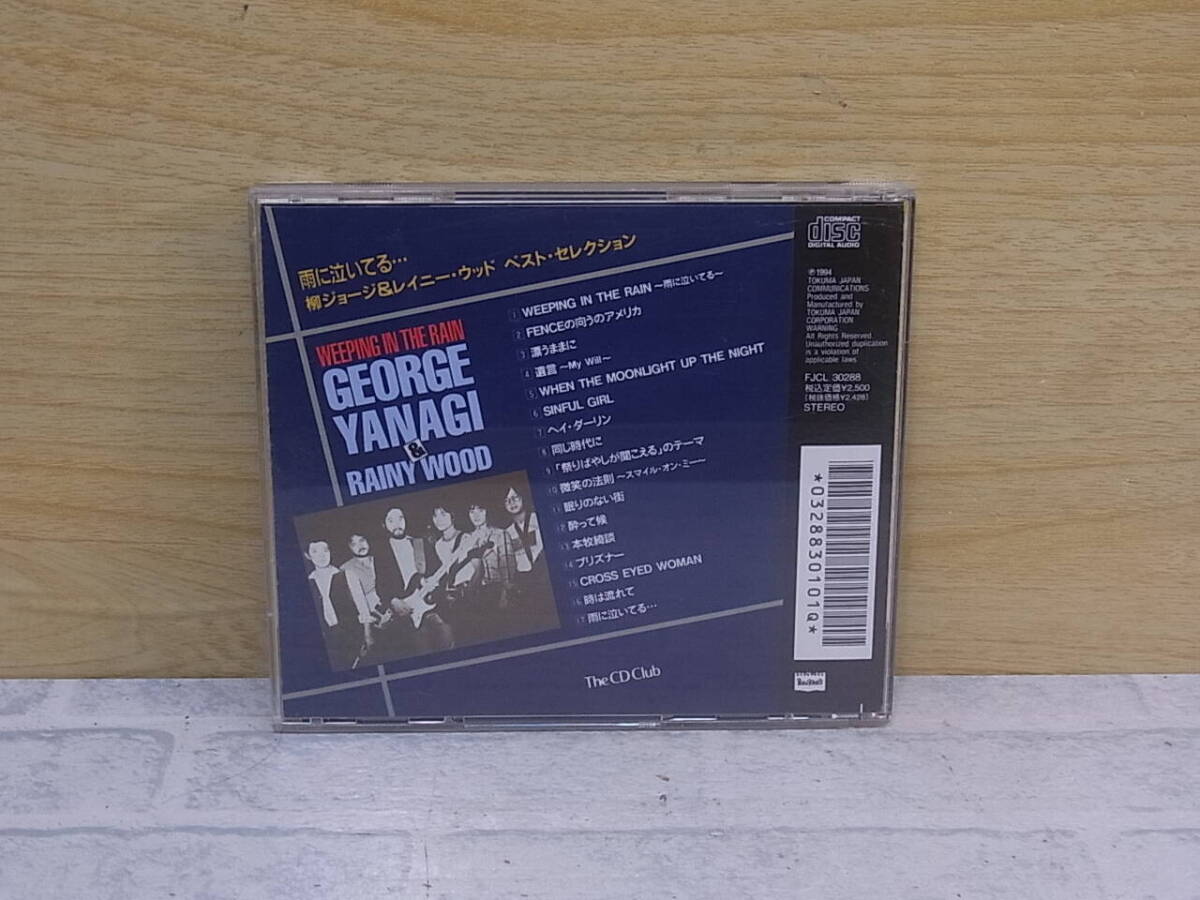 雨に泣いてる…
柳ジョージ&レイニー・ウッド ベスト・セレクション
WEEPING IN THE RAIN
GEORGE
YANAGI
&
RAINY WOOD
1 WEEPING IN THE RAIN ～雨に泣いてる～
2 FENCEの向うのアメリカ
3 漂うままに
4 遺言 ～My Will～
5 WHEN THE MOONLIGHT UP THE NIGHT
6 SINFUL GIRL
7 ヘイ・ダーリン
8 同じ時代に
9 「祭りばやしが聞こえる」のテーマ
10 微笑の法則 ～スマイル・オン・ミー～
11 眠りのない街
12 酔って候
13 本牧綺談
14 プリズナー
15 CROSS EYED WOMAN
16 時は流れて
17 雨に泣いてる…
The CD Club
COMPACT
disc
DIGITAL AUDIO
℗1994
TOKUMA JAPAN
COMMUNICATIONS
Produced and
Manufactured by
TOKUMA JAPAN
CORPORATION
WARNING
All Rights Reserved.
Unauthorized duplication
is a violation of
applicable laws
FJCL 30288
税込定価¥2,500
[税抜価格¥2,428]
STEREO
*0328830101Q*